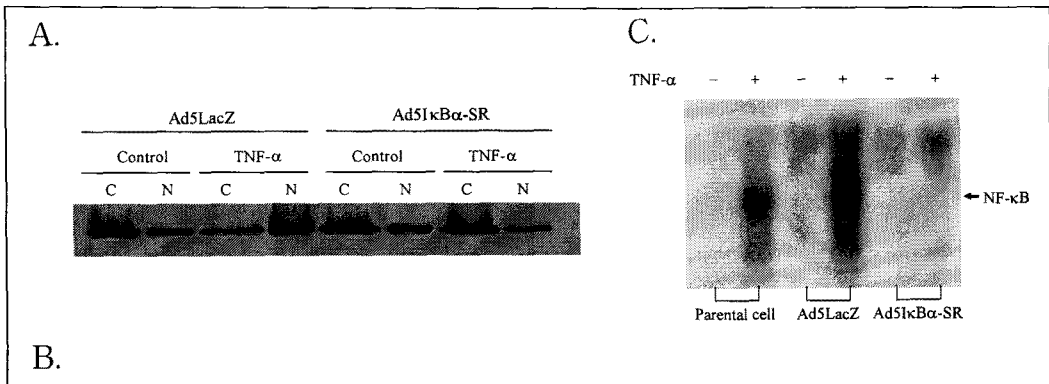 A.
Ad5LacZ Ad5IκBα-SR
Control TNF-α Control TNF-α
C N C N C N C N
C.
TNF-α − + − + − +
← NF-κB
Parental cell Ad5LacZ Ad5IκBα-SR
B.